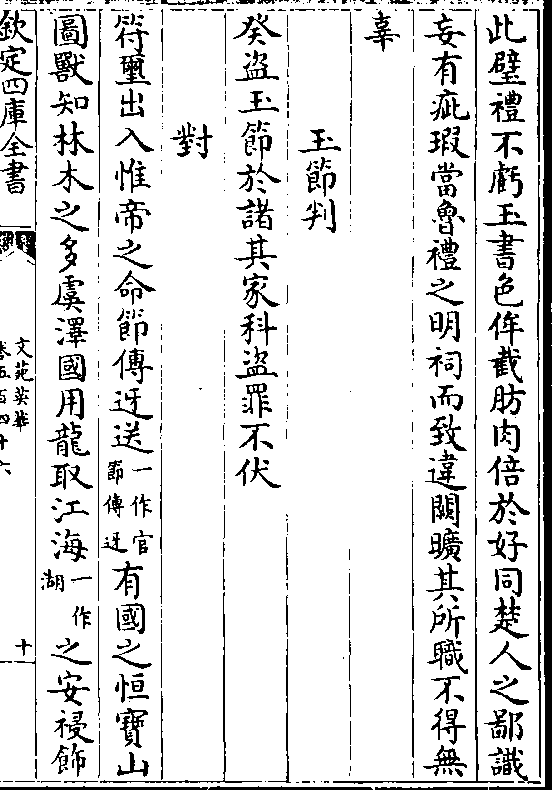 此璧禮不虧玉書色侔截肪肉倍於好同楚人之鄙識
妄有疵瑕當魯禮之明祠而致違闕曠其所職不得無
辜
玉節判
癸盜玉節於諸其家科盜罪不伏
對
符璽出入惟帝之命節傳迓送一作官節傳迓有國之恒寶山
圖獸知林木之多虞澤國用龍取江海一作湖之安祲飾
欽定四庫全書
文苑英華
卷五百四十六
十